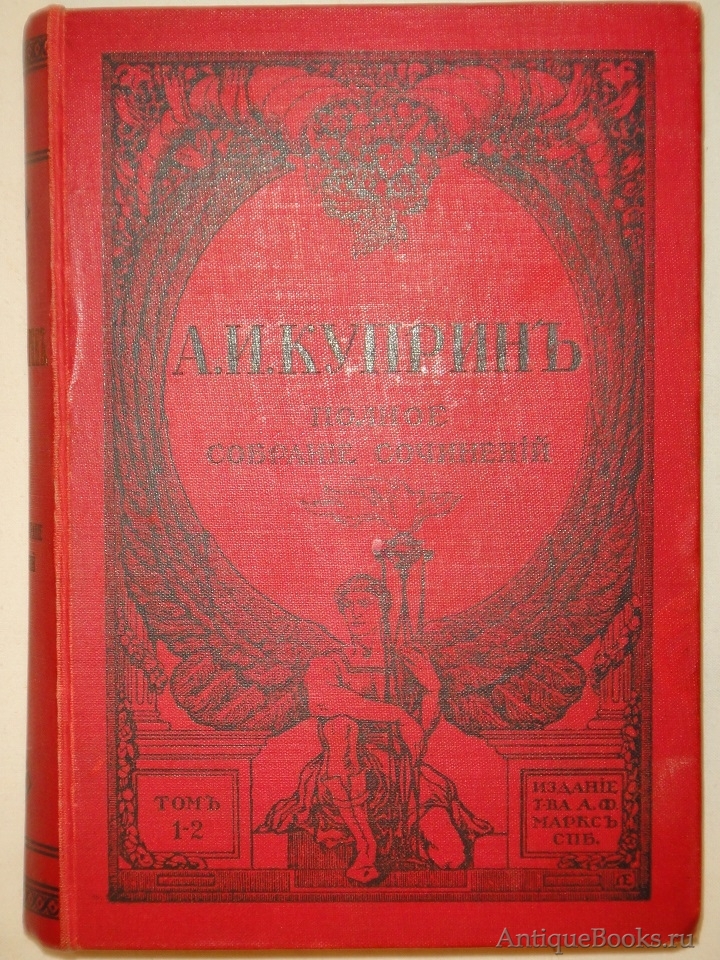 А.И.КУПРИНЪ
ПОЛНОЕ
СОБРАНІЕ СОЧИНЕНІЙ
ТОМЪ
1-2
ИЗДАНІЕ
Т-ВА А.Ф.
МАРКСЪ
СПБ.
AntiqueBooks.ru